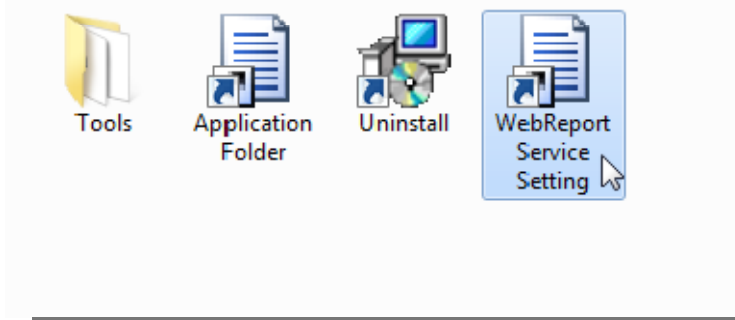 Tools
Application
Folder
Uninstall
WebReport
Service
Setting